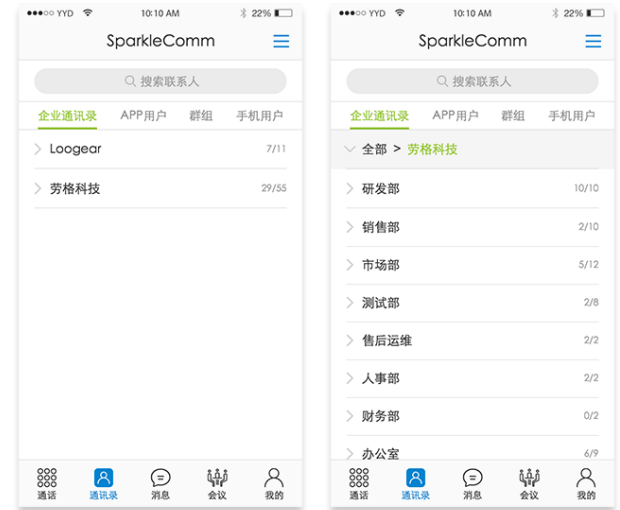 YYD 10:10 AM 22%
SparkleComm
搜索联系人
企业通讯录 APP用户 群组 手机用户
Loogear 7/11
劳格科技 29/55
通话 通讯录 消息 会议 我的
YYD 10:10 AM 22%
SparkleComm
搜索联系人
企业通讯录 APP用户 群组 手机用户
全部 > 劳格科技
研发部 10/10
销售部 2/10
市场部 5/12
测试部 2/8
售后运维 2/2
人事部 2/2
财务部 0/2
办公室 6/9
通话 通讯录 消息 会议 我的